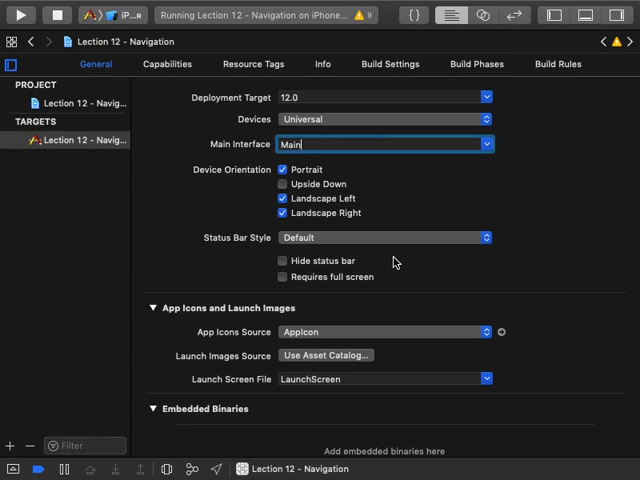 iP...R
Running Lection 12 - Navigation on iPhone... 9
{ }
Lection 12 - Navigation
General Capabilities Resource Tags Info Build Settings Build Phases Build Rules
PROJECT
Lection 12 - Navig...
TARGETS
Lection 12 - Navig...
Deployment Target 12.0
Devices Universal
Main Interface Main
Device Orientation Portrait
Upside Down
Landscape Left
Landscape Right
Status Bar Style Default
Hide status bar
Requires full screen
App Icons and Launch Images
App Icons Source AppIcon
Launch Images Source Use Asset Catalog...
Launch Screen File LaunchScreen
Embedded Binaries
Add embedded binaries here
Filter
Lection 12 - Navigation